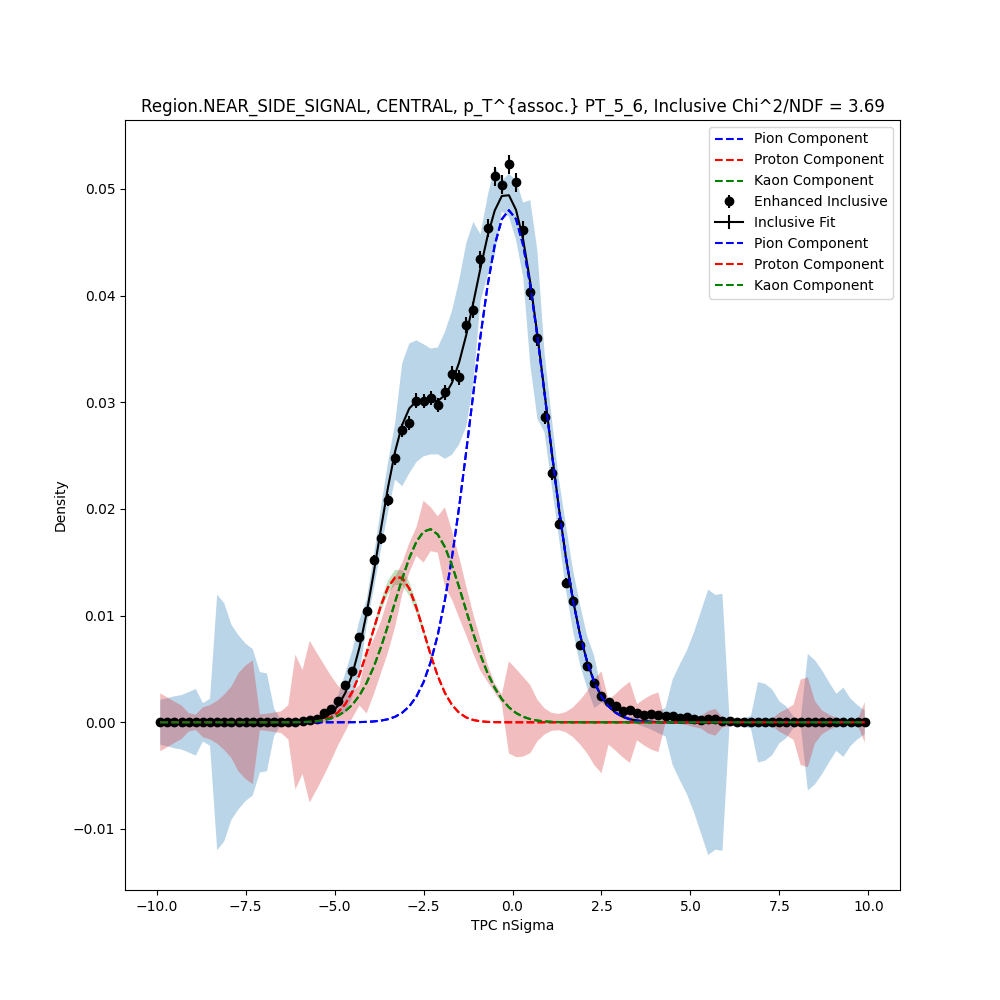 Region.NEAR_SIDE_SIGNAL, CENTRAL, p_T^{assoc.} PT_5_6, Inclusive Chi^2/NDF = 3.69
Pion Component
Proton Component
Kaon Component
Enhanced Inclusive
Inclusive Fit
Pion Component
Proton Component
Kaon Component
Density
0.05
0.04
0.03
0.02
0.01
0.00
−0.01
−10.0 −7.5 −5.0 −2.5 0.0 2.5 5.0 7.5 10.0
TPC nSigma